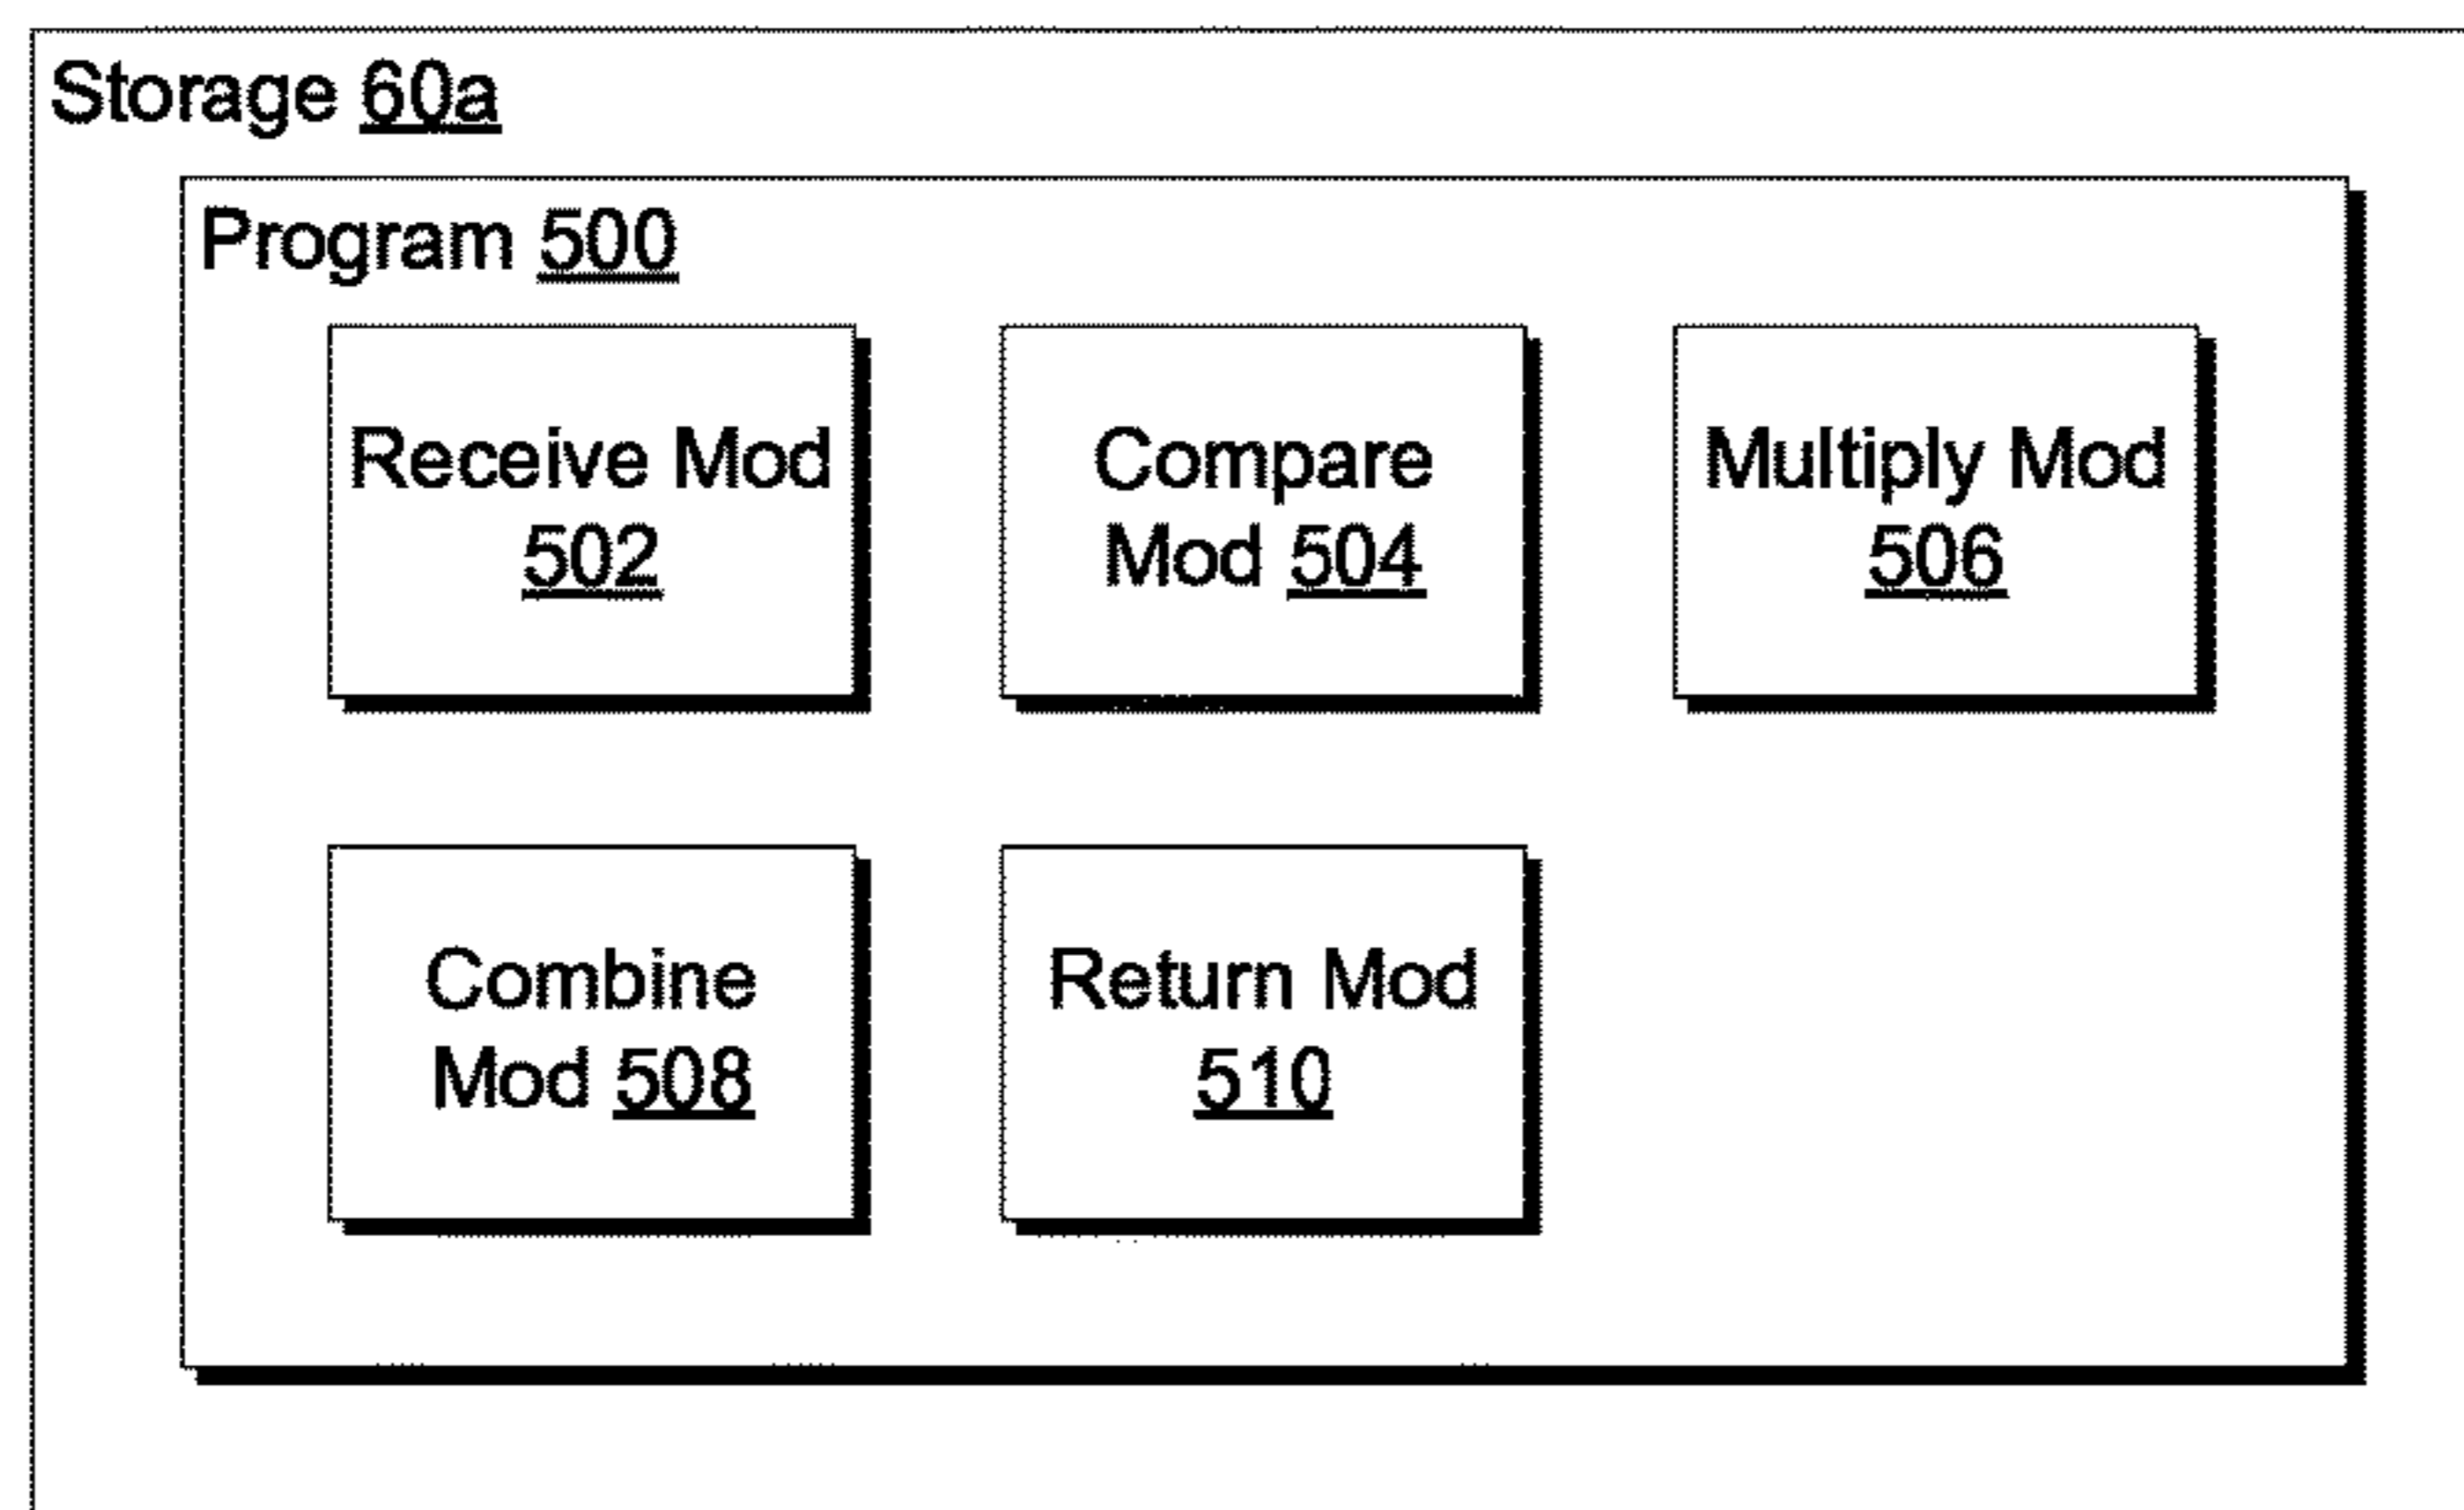 Storage 60a
Program 500
Receive Mod
502
Compare
Mod 504
Multiply Mod
506
Combine
Mod 508
Return Mod
510